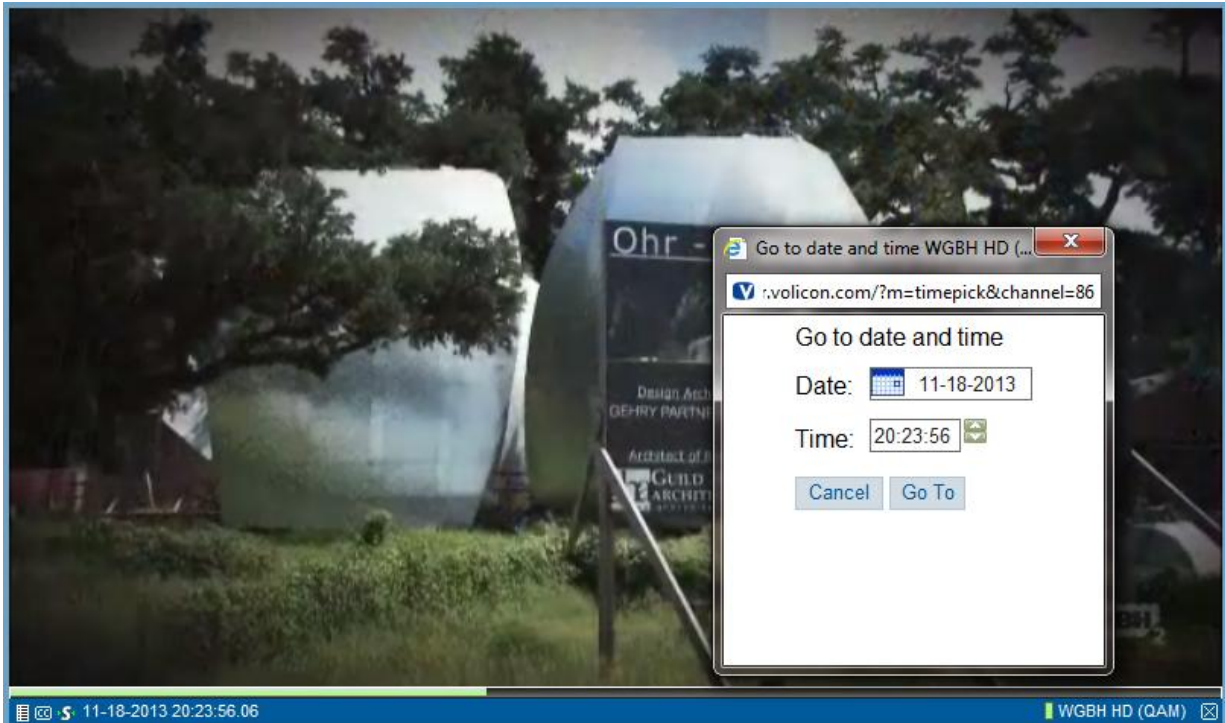 Ohr -
Design Arch
GEHRY PARTNE
Architect of R
GUILD
ARCHITE
Go to date and time WGBH HD (...
r.volicon.com/?m=timepick&channel=86
Go to date and time
Date: 11-18-2013
Time: 20:23:56
Cancel Go To
11-18-2013 20:23:56.06
WGBH HD (QAM)